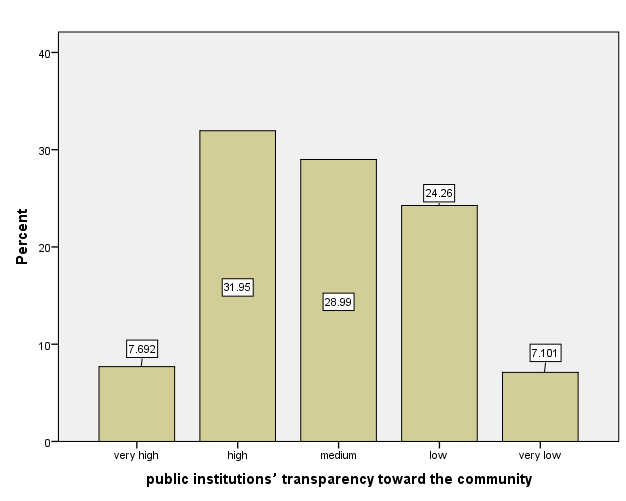 40
30
20
10
0
Percent
7.692
31.95
28.99
24.26
7.101
very high
high
medium
low
very low
public institutions’ transparency toward the community